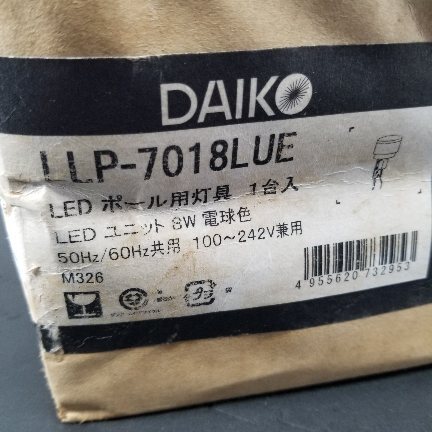 DAIKO
LLP-7018LUE
LED ポール用灯具 1台入
LED ユニット 8W 電球色
50Hz/60Hz共用 100～242V兼用
M326
4 955620 732953
プラ